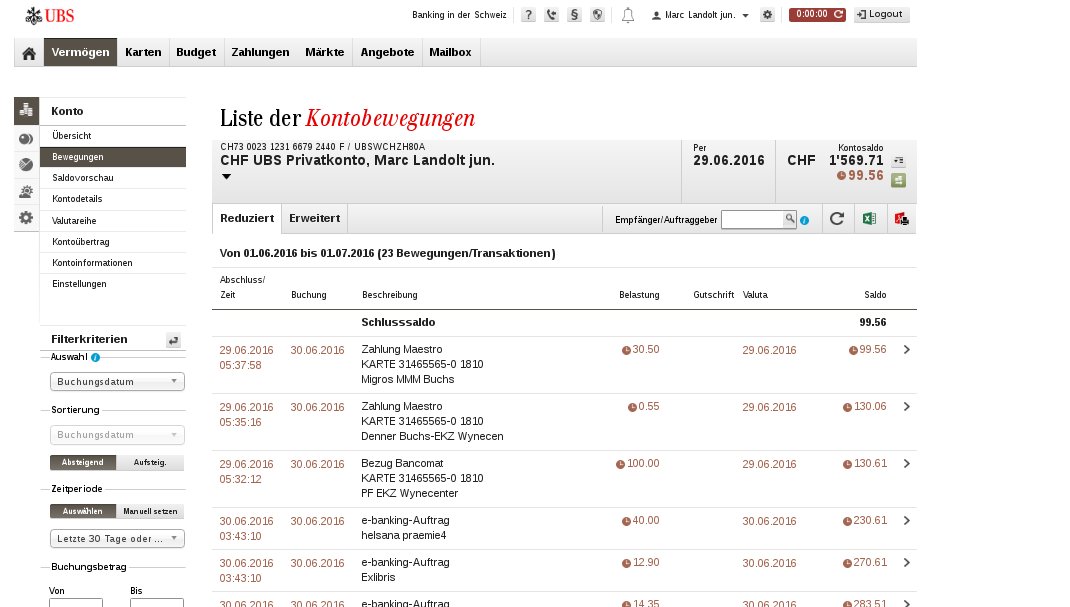 UBS
Banking in der Schweiz
?
§
Marc Landolt jun.
0:00:00
Logout
Vermögen
Karten
Budget
Zahlungen
Märkte
Angebote
Mailbox
Konto
Übersicht
Bewegungen
Saldovorschau
Kontodetails
Valutareihe
Kontoübertrag
Kontoinformationen
Einstellungen
Filterkriterien
Auswahl i
Buchungsdatum
Sortierung
Buchungsdatum
Absteigend Aufsteig.
Zeitperiode
Auswählen Manuell setzen
Letzte 30 Tage oder ...
Buchungsbetrag
Von Bis
Liste der Kontobewegungen
CH73 0023 1231 6679 2440 F / UBSWCHZH80A
CHF UBS Privatkonto, Marc Landolt jun.
Per
29.06.2016
Kontosaldo
CHF 1'569.71
99.56
Reduziert Erweitert
Empfänger/Auftraggeber i
Von 01.06.2016 bis 01.07.2016 (23 Bewegungen/Transaktionen)
Abschluss/
Zeit Buchung Beschreibung Belastung Gutschrift Valuta Saldo
Schlusssaldo 99.56
29.06.2016 30.06.2016 Zahlung Maestro 30.50 29.06.2016 99.56
05:37:58 KARTE 31465565-0 1810
Migros MMM Buchs
29.06.2016 30.06.2016 Zahlung Maestro 0.55 29.06.2016 130.06
05:35:16 KARTE 31465565-0 1810
Denner Buchs-EKZ Wynecen
29.06.2016 30.06.2016 Bezug Bancomat 100.00 29.06.2016 130.61
05:32:12 KARTE 31465565-0 1810
PF EKZ Wynecenter
30.06.2016 30.06.2016 e-banking-Auftrag 40.00 30.06.2016 230.61
03:43:10 helsana praemie4
30.06.2016 30.06.2016 e-banking-Auftrag 12.90 30.06.2016 270.61
03:43:10 Exlibris
30.06.2016 30.06.2016 e-banking-Auftrag 14.35 30.06.2016 283.51